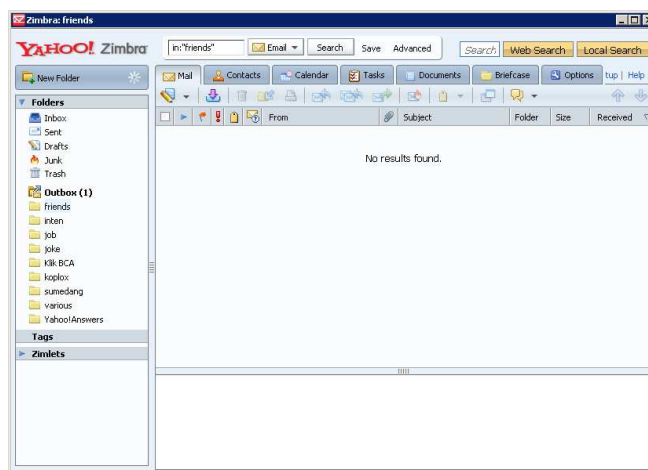 Zimbra: friends
YAHOO! Zimbra
in:"friends" Email Search Save Advanced Search Web Search Local Search
New Folder
Mail Contacts Calendar Tasks Documents Briefcase Options tup | Help
Folders
From Subject Folder Size Received
Inbox
Sent
Drafts
Junk
Trash
No results found.
Outbox (1)
friends
inten
job
joke
Klik BCA
koplox
sumedang
various
Yahoo!Answers
Tags
Zimlets